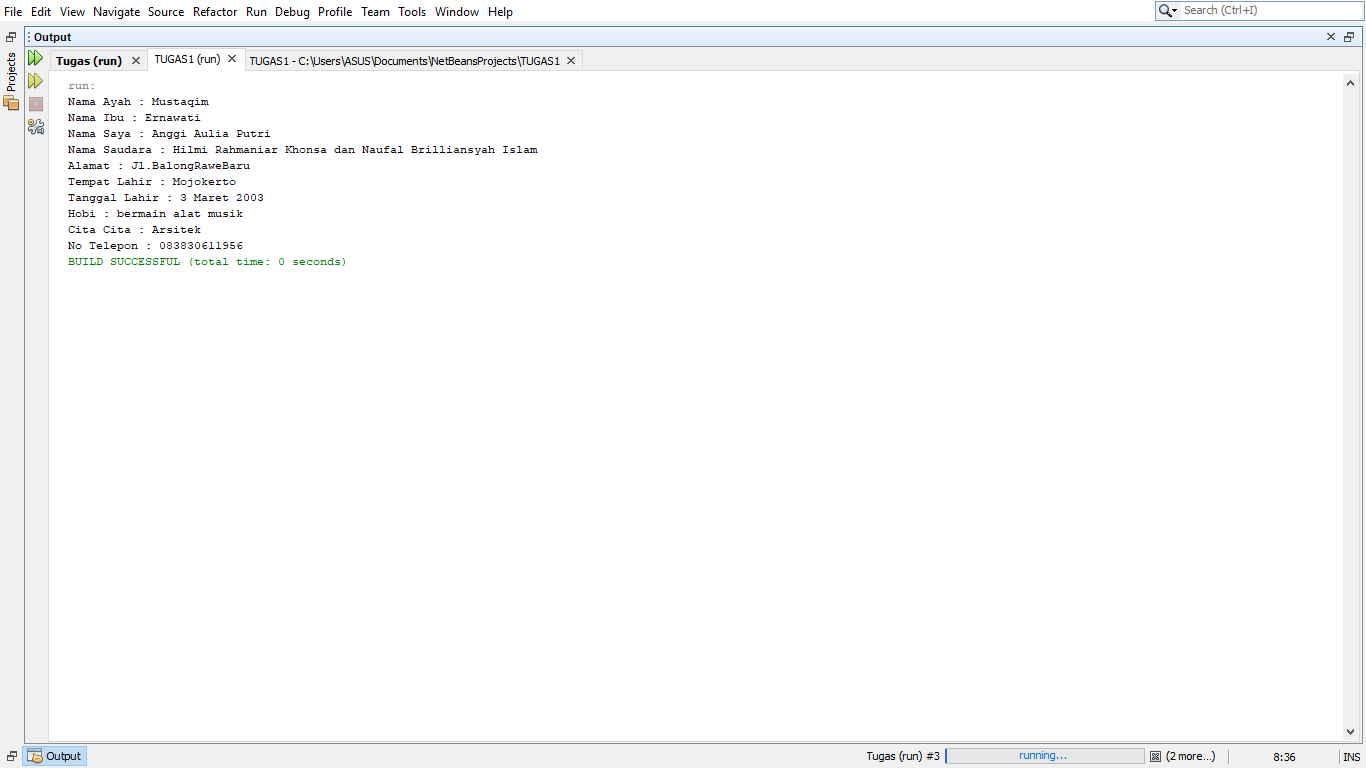 File Edit View Navigate Source Refactor Run Debug Profile Team Tools Window Help
Search (Ctrl+I)
Output
Projects
Tugas (run) TUGAS1 (run) TUGAS1 - C:\Users\ASUS\Documents\NetBeansProjects\TUGAS1
run:
Nama Ayah : Mustaqim
Nama Ibu : Ernawati
Nama Saya : Anggi Aulia Putri
Nama Saudara : Hilmi Rahmaniar Khonsa dan Naufal Brilliansyah Islam
Alamat : Jl.BalongRaweBaru
Tempat Lahir : Mojokerto
Tanggal Lahir : 3 Maret 2003
Hobi : bermain alat musik
Cita Cita : Arsitek
No Telepon : 083830611956
BUILD SUCCESSFUL (total time: 0 seconds)
Output
Tugas (run) #3 running... (2 more...) 8:36 INS